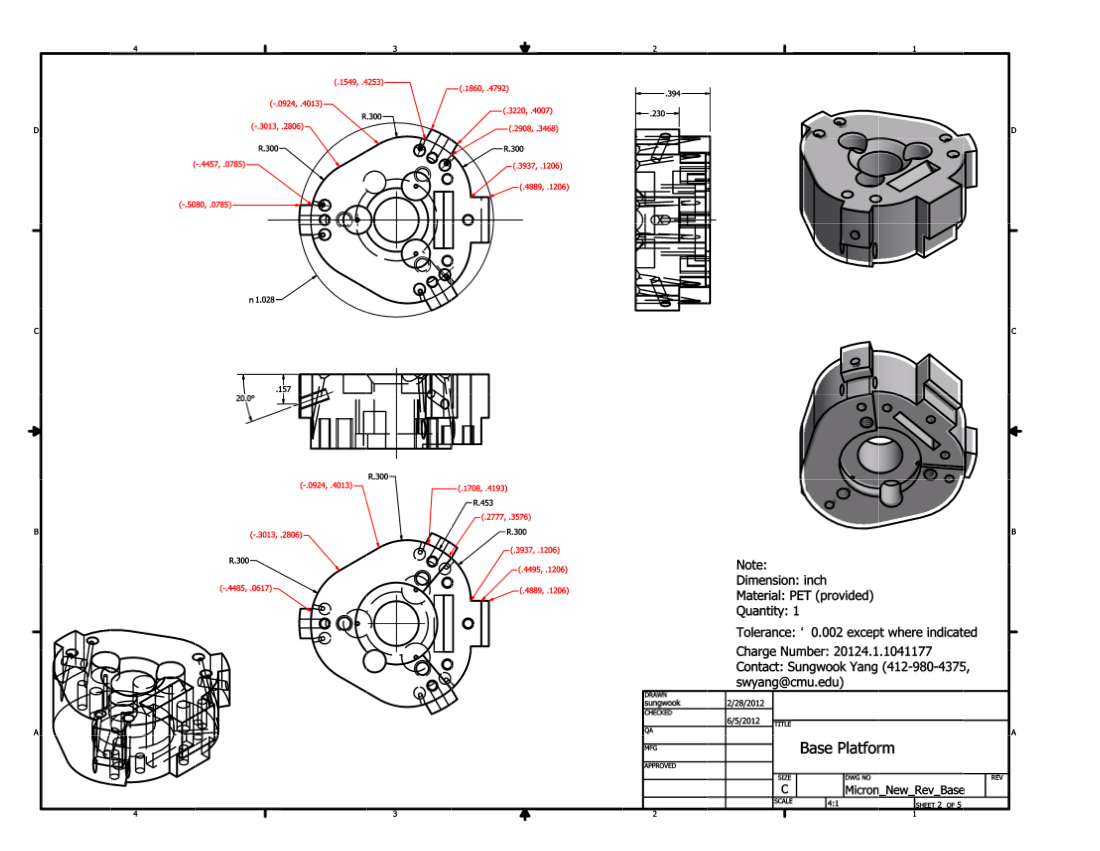 4 3 2 1
D
D
(.1549, .4253)
(.1860, .4792)
(-.0924, .4013)
R.300
(.3220, .4007)
(-.3013, .2806)
(.2908, .3468)
R.300
R.300
(-.4457, .0785)
(.3937, .1206)
(.4889, .1206)
(-.5080, .0785)
n 1.028
.394
.230
C
C
20.0°
.157
(-.0924, .4013)
R.300
(.1708, .4193)
R.453
(.2777, .3576)
(-.3013, .2806)
R.300
B
B
R.300
(.3937, .1206)
(.4495, .1206)
(-.4485, .0617)
(.4889, .1206)
Note:
Dimension: inch
Material: PET (provided)
Quantity: 1
Tolerance: ‘ 0.002 except where indicated
Charge Number: 20124.1.1041177
Contact: Sungwook Yang (412-980-4375,
swyang@cmu.edu)
A
A
DRAWN
sungwook 2/28/2012
CHECKED
6/5/2012
QA
MFG
APPROVED
TITLE
Base Platform
SIZE
C
DWG NO
Micron_New_Rev_Base
REV
SCALE
4:1
SHEET 2 OF 5
4 3 2 1